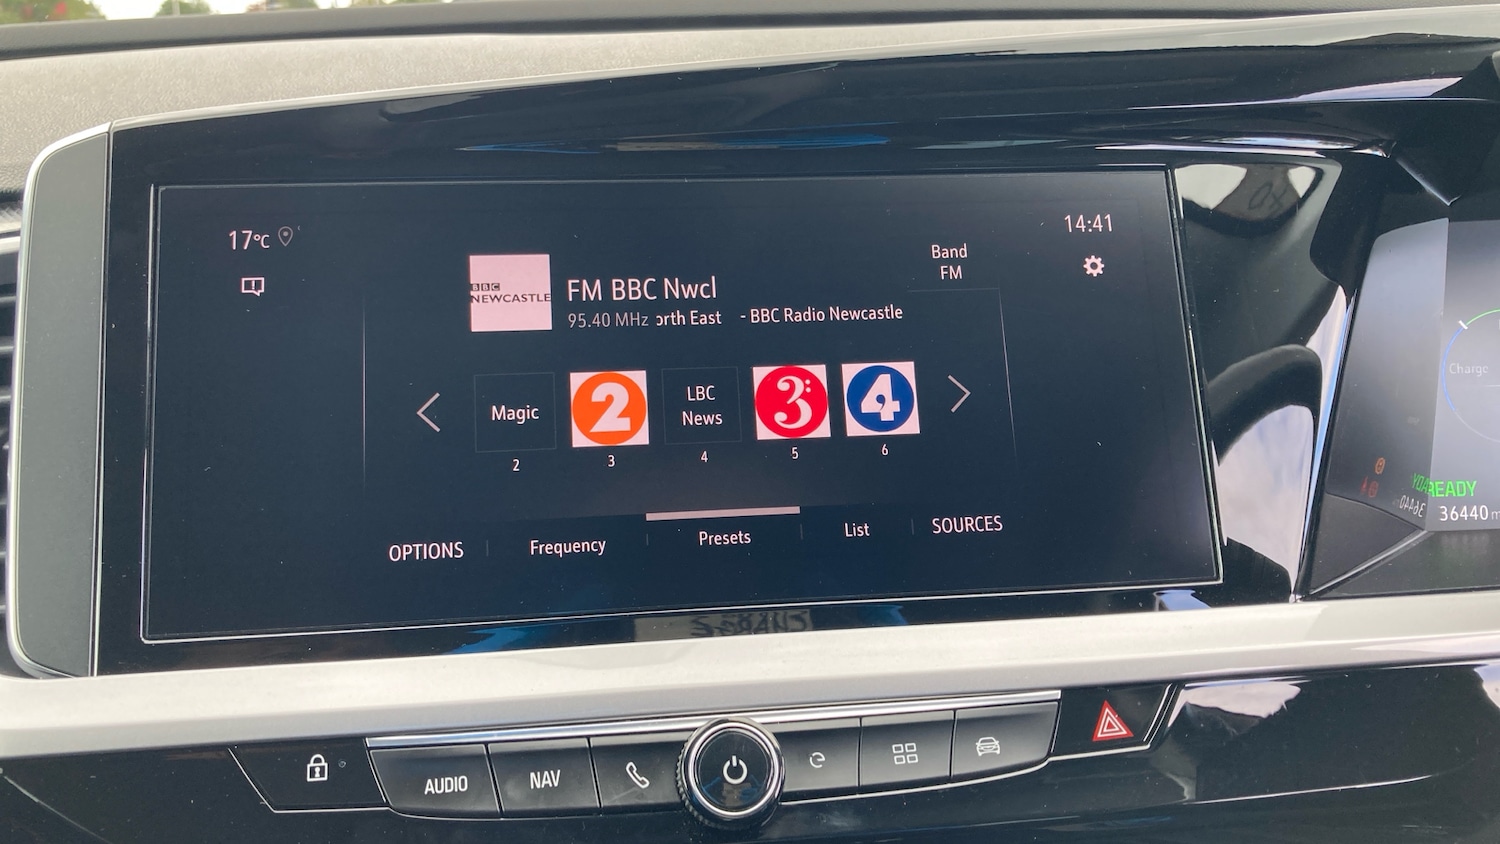 17°C
14:41
Band
FM
BBC
NEWCASTLE
FM BBC Nwcl
95.40 MHz orth East - BBC Radio Newcastle
Magic
2
LBC
News
3:
4
2
3
4
5
6
OPTIONS
Frequency
Presets
List
SOURCES
Charge
READY
36440 m
AUDIO
NAV